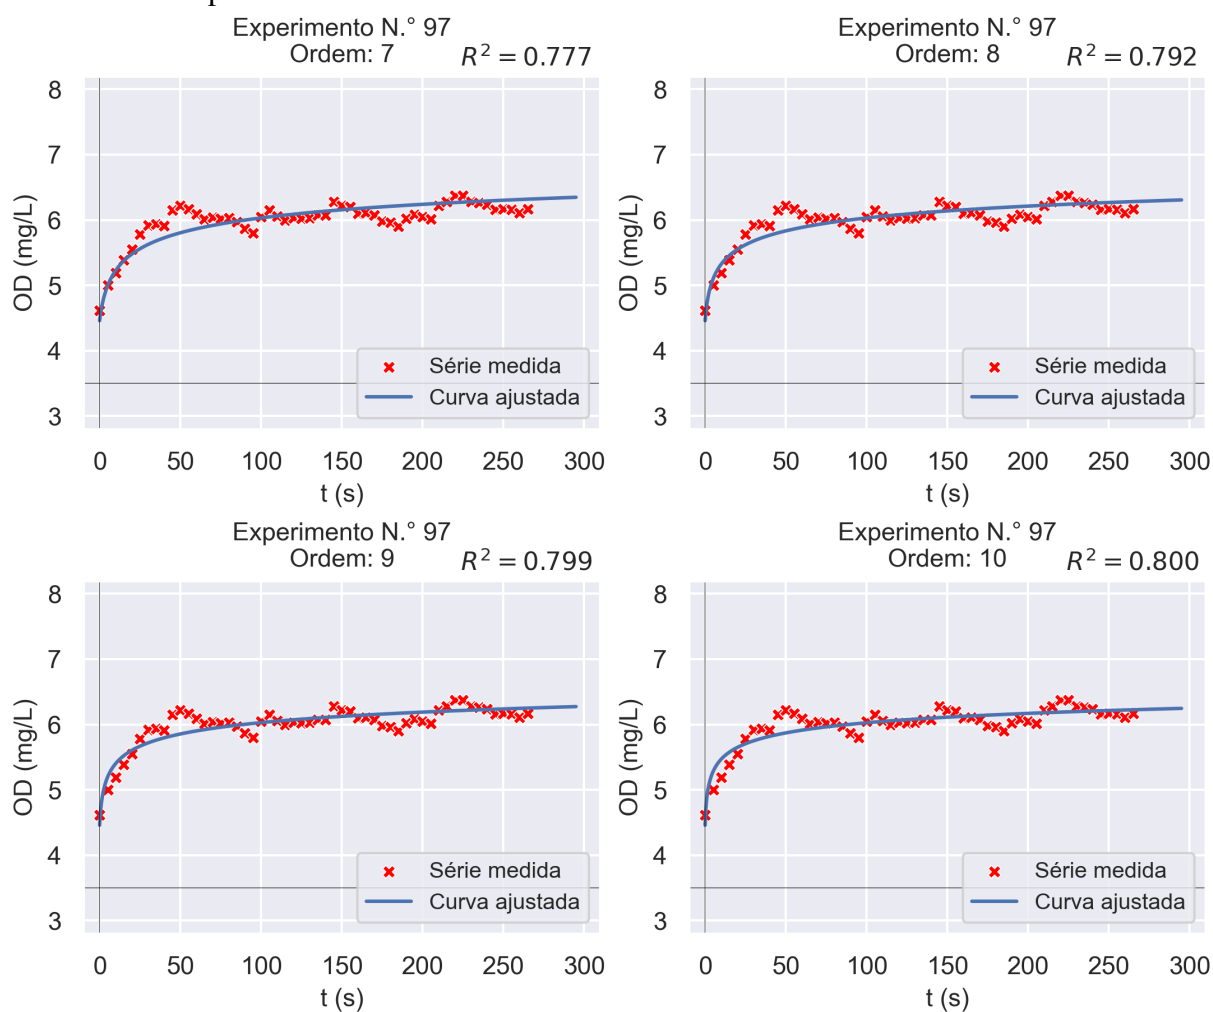 Experimento N.° 97
Ordem: 7 R² = 0.777
8
7
6
5
4
3
OD (mg/L)
Série medida
Curva ajustada
0 50 100 150 200 250 300
t (s)
Experimento N.° 97
Ordem: 8 R² = 0.792
8
7
6
5
4
3
OD (mg/L)
Série medida
Curva ajustada
0 50 100 150 200 250 300
t (s)
Experimento N.° 97
Ordem: 9 R² = 0.799
8
7
6
5
4
3
OD (mg/L)
Série medida
Curva ajustada
0 50 100 150 200 250 300
t (s)
Experimento N.° 97
Ordem: 10 R² = 0.800
8
7
6
5
4
3
OD (mg/L)
Série medida
Curva ajustada
0 50 100 150 200 250 300
t (s)